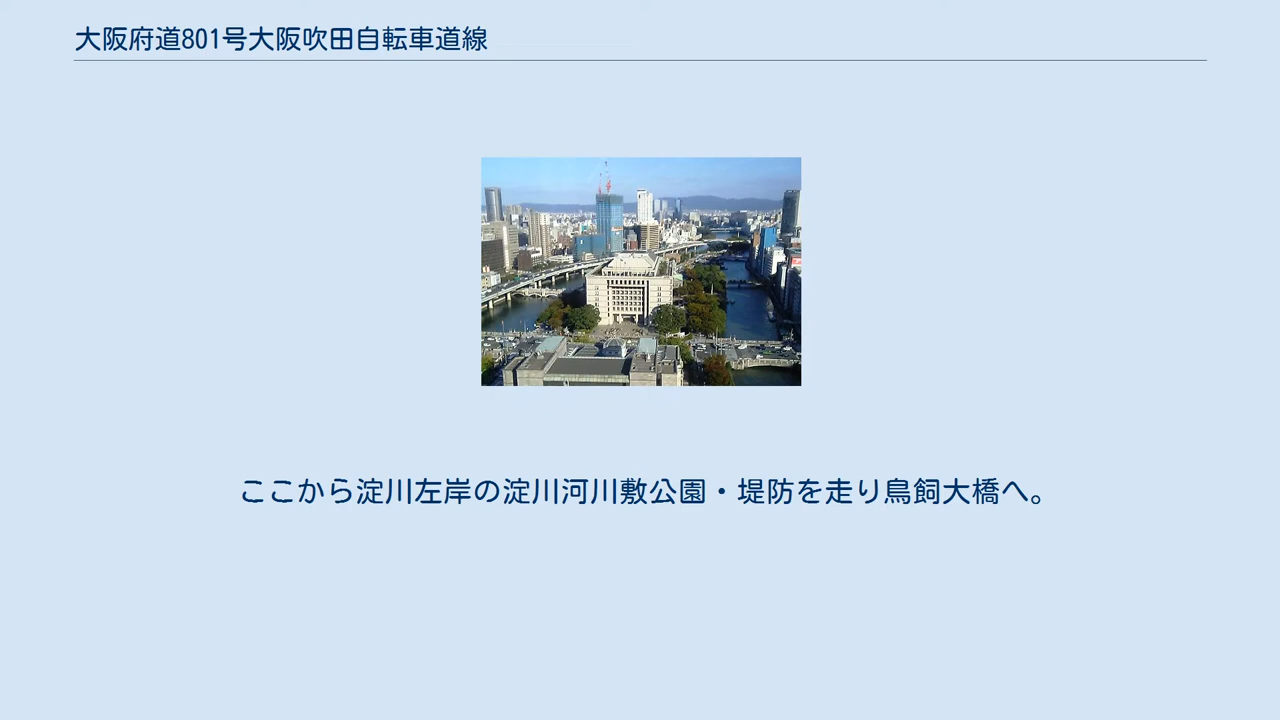 大阪府道801号大阪吹田自転車道線
ここから淀川左岸の淀川河川敷公園・堤防を走り鳥飼大橋へ。